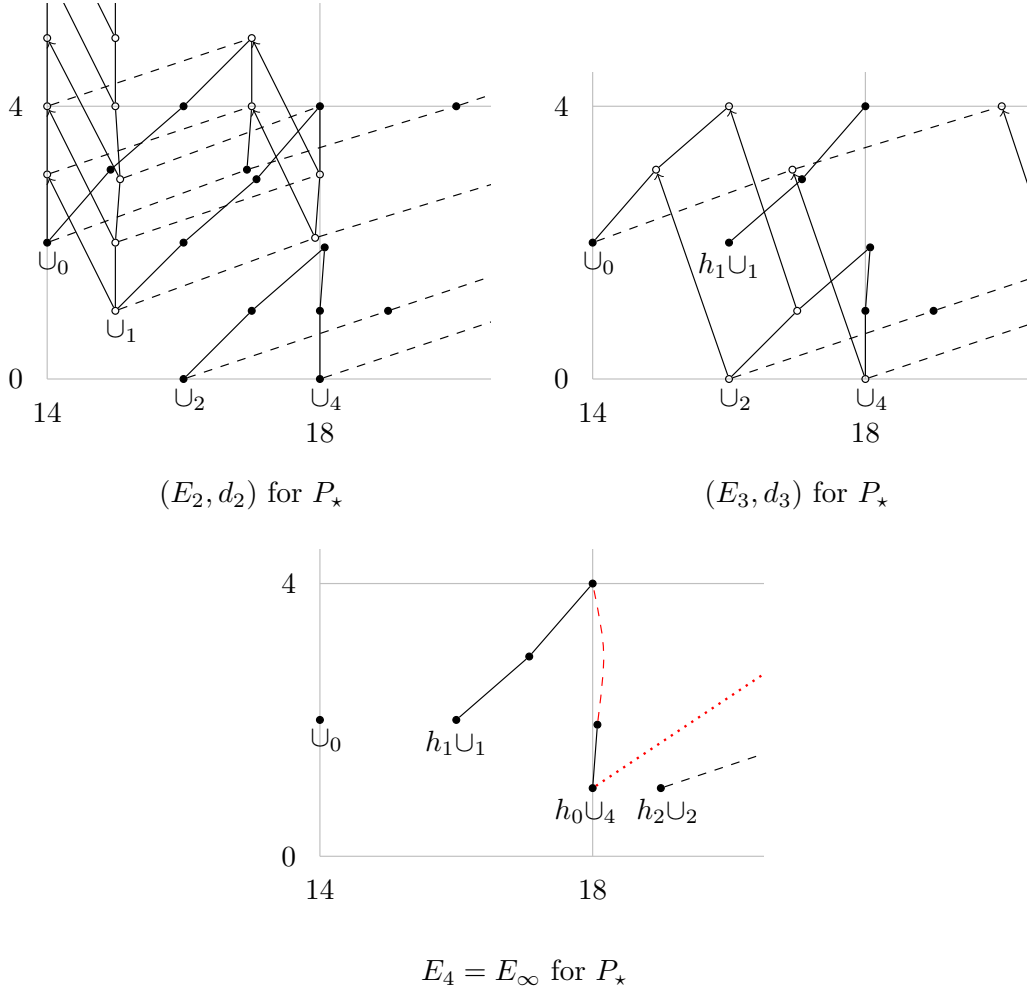 4
0
∪₀
∪₁
∪₂
∪₄
14
18
(E₂, d₂) for P⋆
4
0
∪₀
h₁∪₁
∪₂
∪₄
14
18
(E₃, d₃) for P⋆
4
∪₀
h₁∪₁
h₀∪₄
h₂∪₂
0
14
18
E₄ = E∞ for P⋆